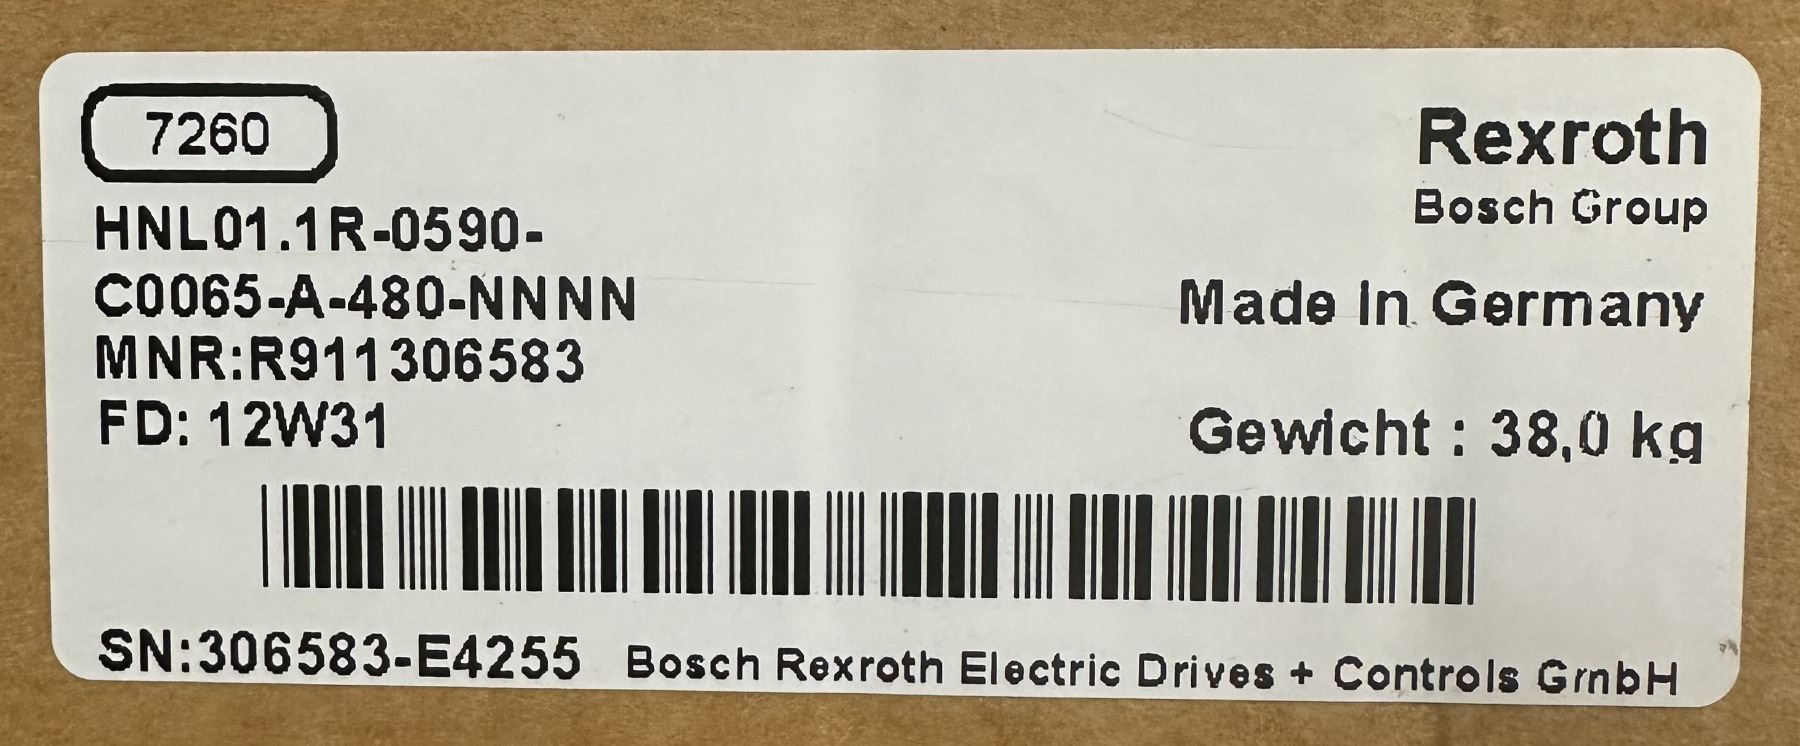 7260
Rexroth
Bosch Group
HNL01.1R-0590-
C0065-A-480-NNNN
Made in Germany
MNR:R911306583
FD: 12W31
Gewicht : 38,0 kg
SN:306583-E4255
Bosch Rexroth Electric Drives + Controls GmbH